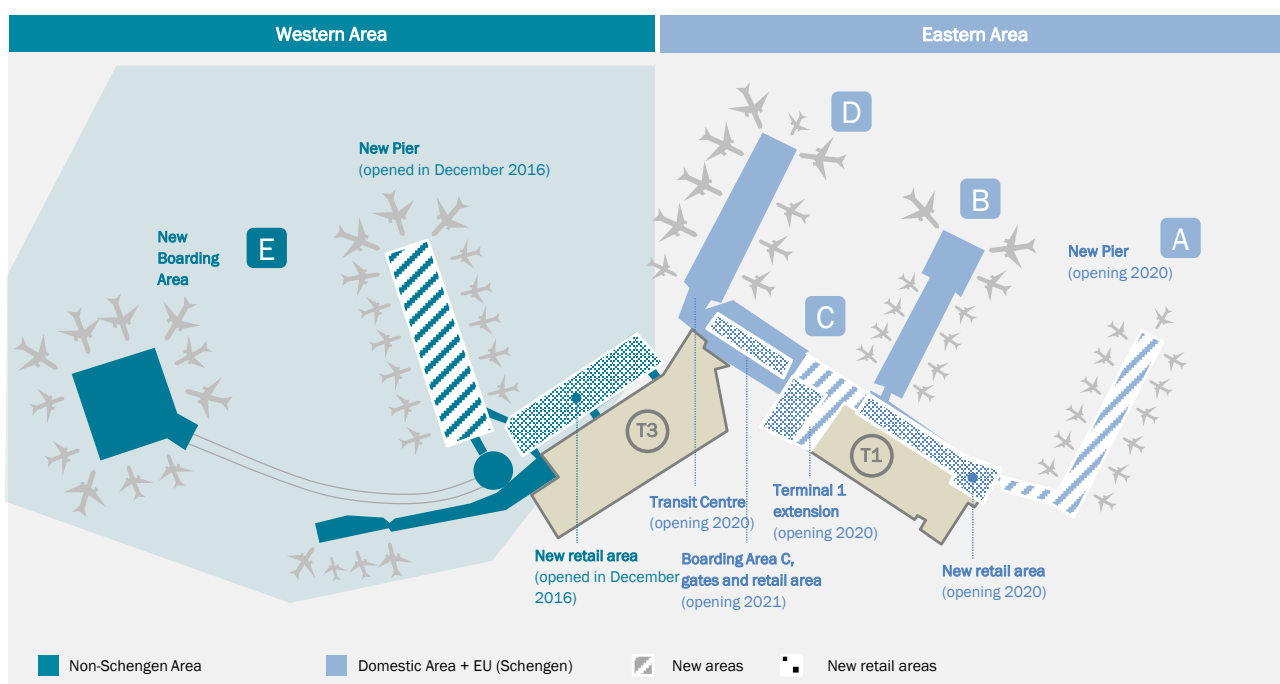 Western Area
Eastern Area
D
New Pier
(opened in December 2016)
B
New
Boarding
Area
E
A
New Pier
(opening 2020)
C
T3
T1
Transit Centre
(opening 2020)
Terminal 1
extension
(opening 2020)
New retail area
(opened in December
2016)
Boarding Area C,
gates and retail area
(opening 2021)
New retail area
(opening 2020)
Non-Schengen Area
Domestic Area + EU (Schengen)
New areas
New retail areas